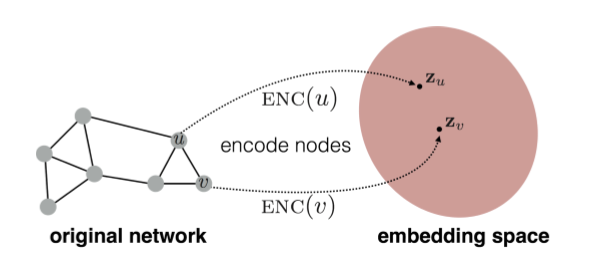 z_u
ENC(u)
u
encode nodes
z_v
v
ENC(v)
original network
embedding space